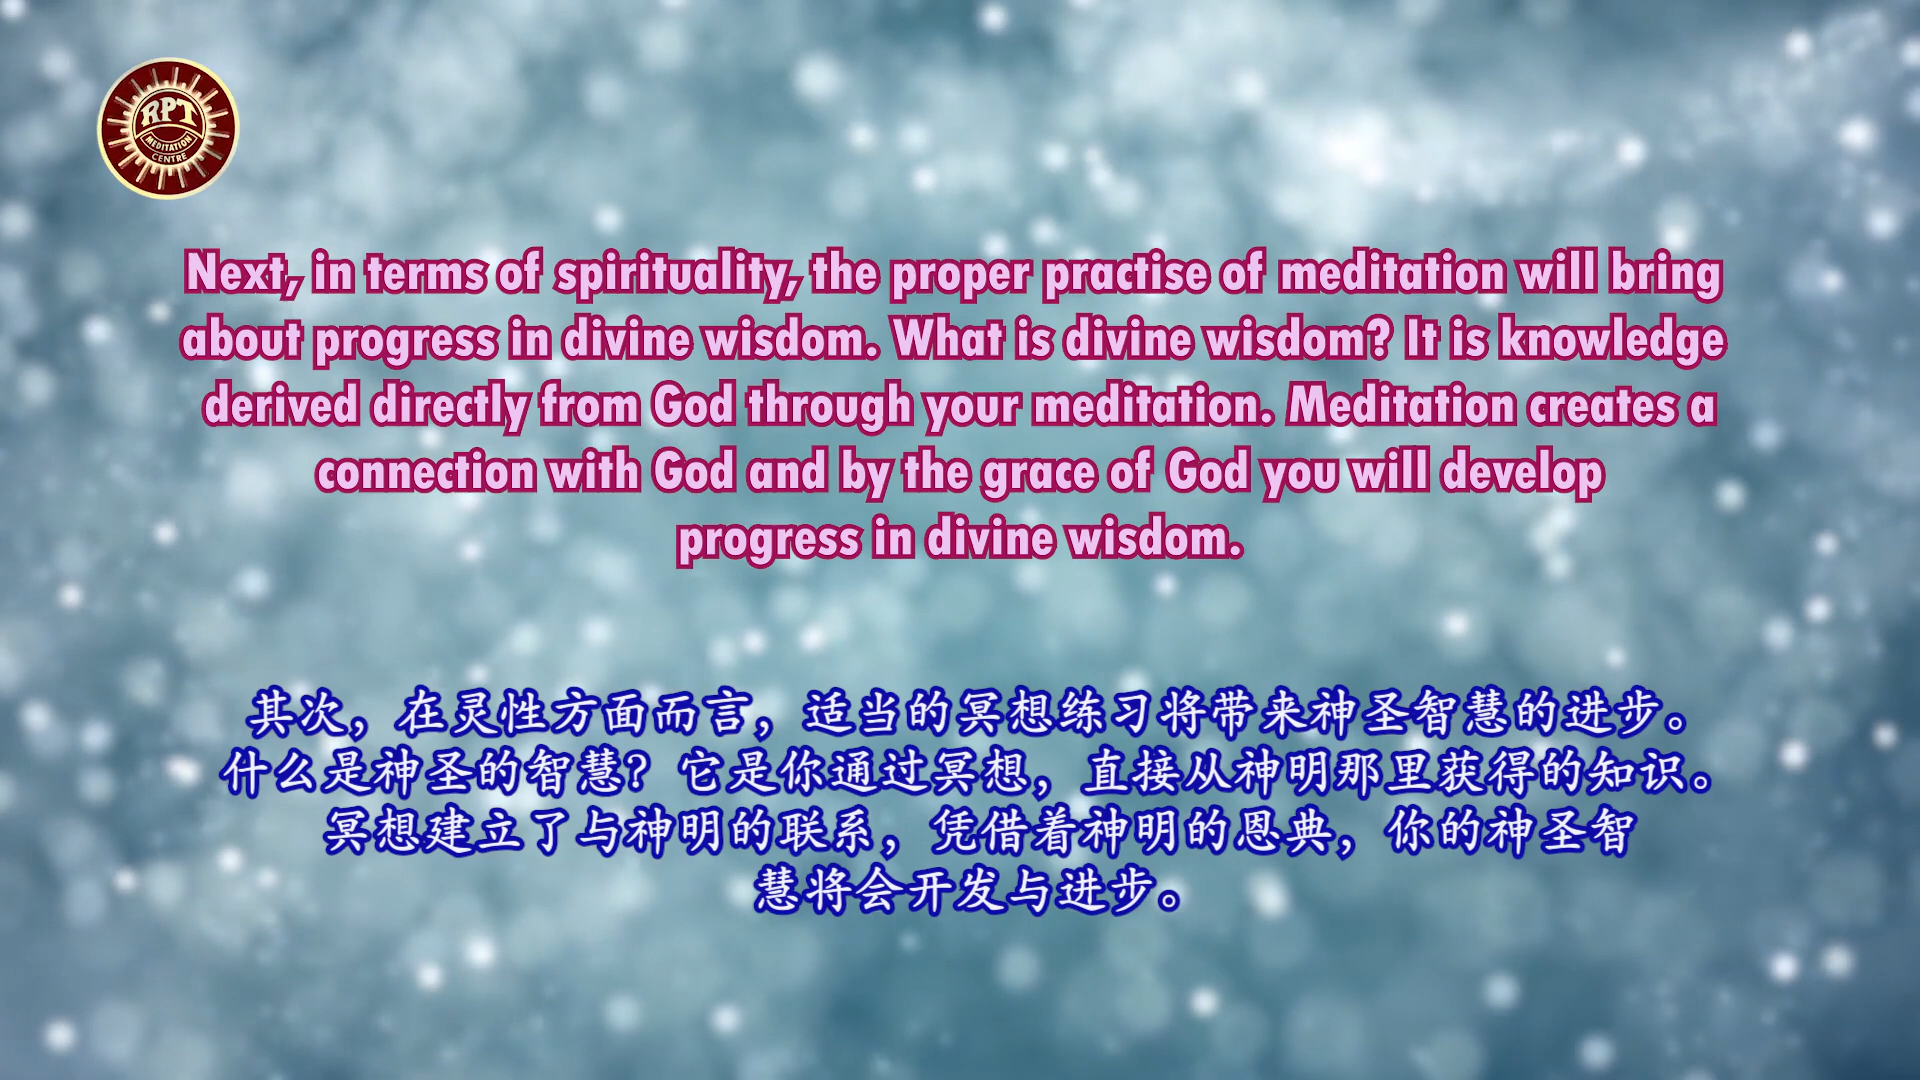 RPT
MEDITATION
CENTRE
Next, in terms of spirituality, the proper practise of meditation will bring
about progress in divine wisdom. What is divine wisdom? It is knowledge
derived directly from God through your meditation. Meditation creates a
connection with God and by the grace of God you will develop
progress in divine wisdom.
其次，在灵性方面而言，适当的冥想练习将带来神圣智慧的进步。
什么是神圣的智慧？它是你通过冥想，直接从神明那里获得的知识。
冥想建立了与神明的联系，凭借着神明的恩典，你的神圣智
慧将会开发与进步。